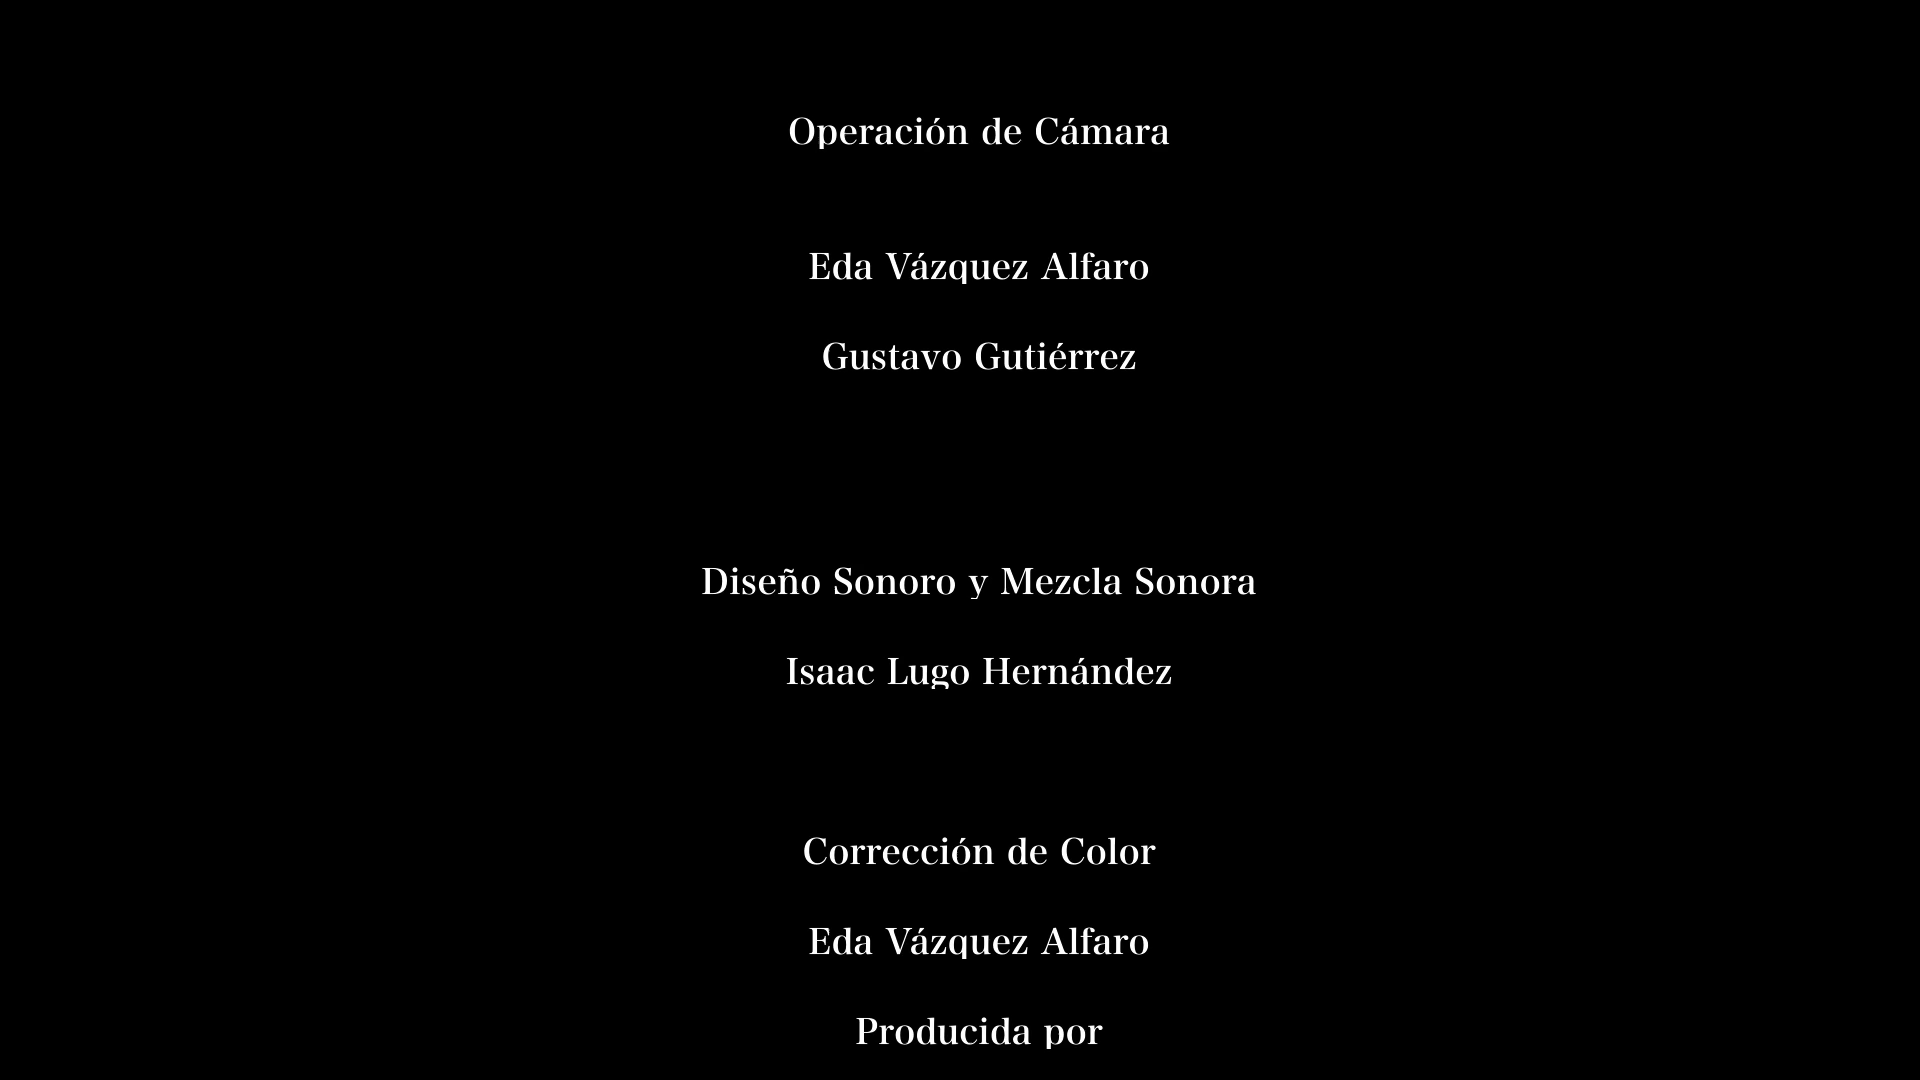 Operación de Cámara
Eda Vázquez Alfaro
Gustavo Gutiérrez
Diseño Sonoro y Mezcla Sonora
Isaac Lugo Hernández
Corrección de Color
Eda Vázquez Alfaro
Producida por